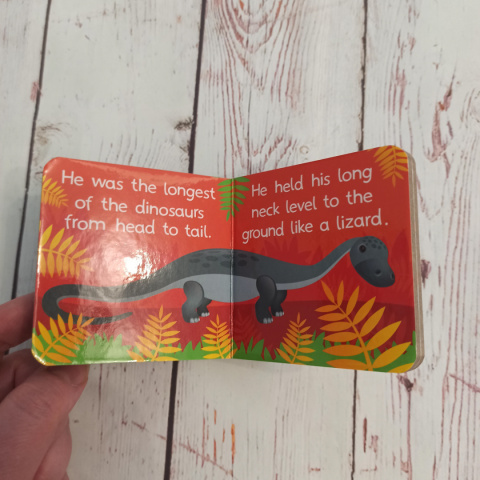 He was the longest
of the dinosaurs
from head to tail.
He held his long
neck level to the
ground like a lizard.